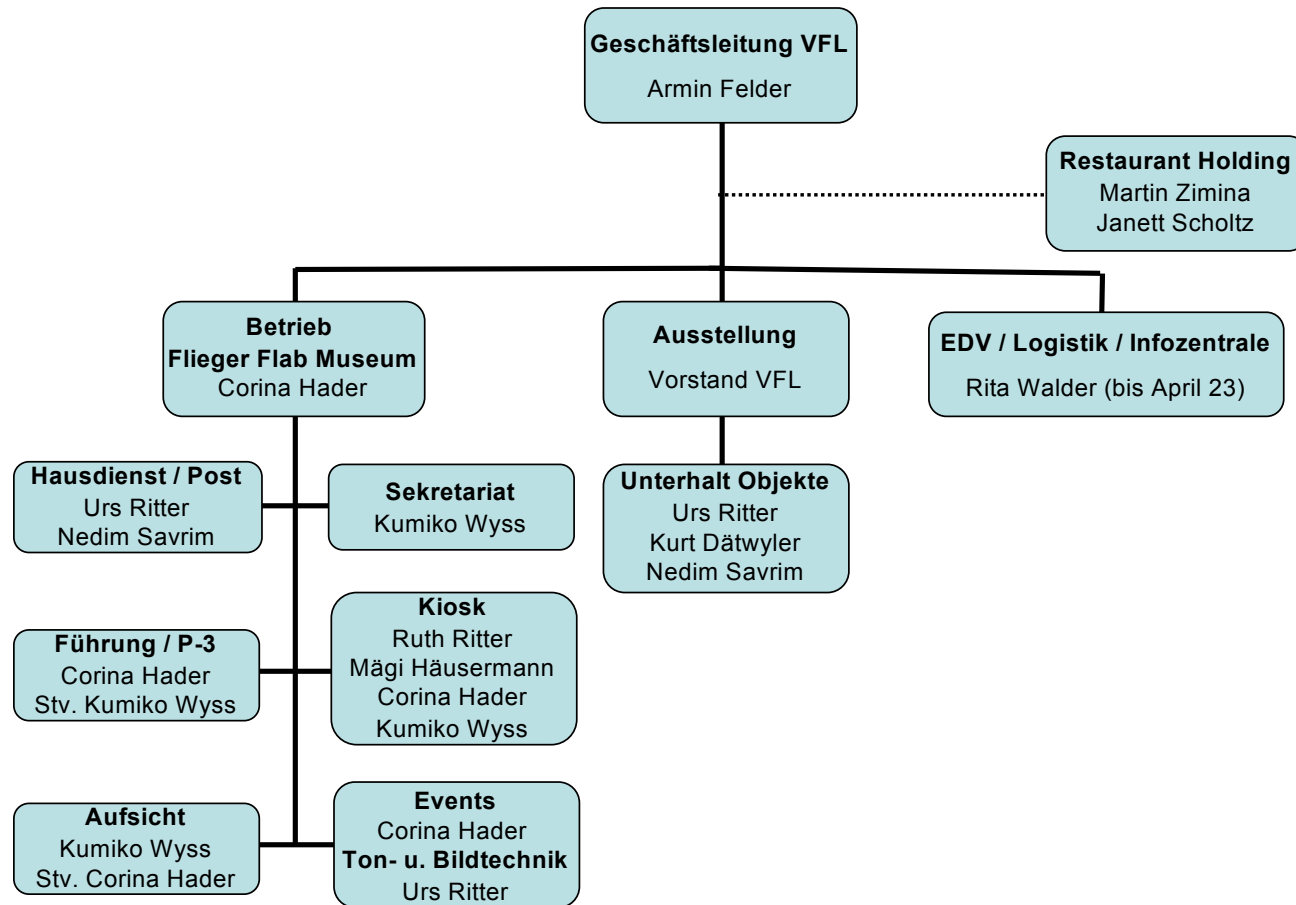 Geschäftsleitung VFL
Armin Felder
Restaurant Holding
Martin Zimina
Janett Scholtz
Betrieb
Flieger Flab Museum
Corina Hader
Ausstellung
Vorstand VFL
EDV / Logistik / Infozentrale
Rita Walder (bis April 23)
Hausdienst / Post
Urs Ritter
Nedim Savrim
Sekretariat
Kumiko Wyss
Unterhalt Objekte
Urs Ritter
Kurt Dätwyler
Nedim Savrim
Führung / P-3
Corina Hader
Stv. Kumiko Wyss
Kiosk
Ruth Ritter
Mägi Häusermann
Corina Hader
Kumiko Wyss
Aufsicht
Kumiko Wyss
Stv. Corina Hader
Events
Corina Hader
Ton- u. Bildtechnik
Urs Ritter